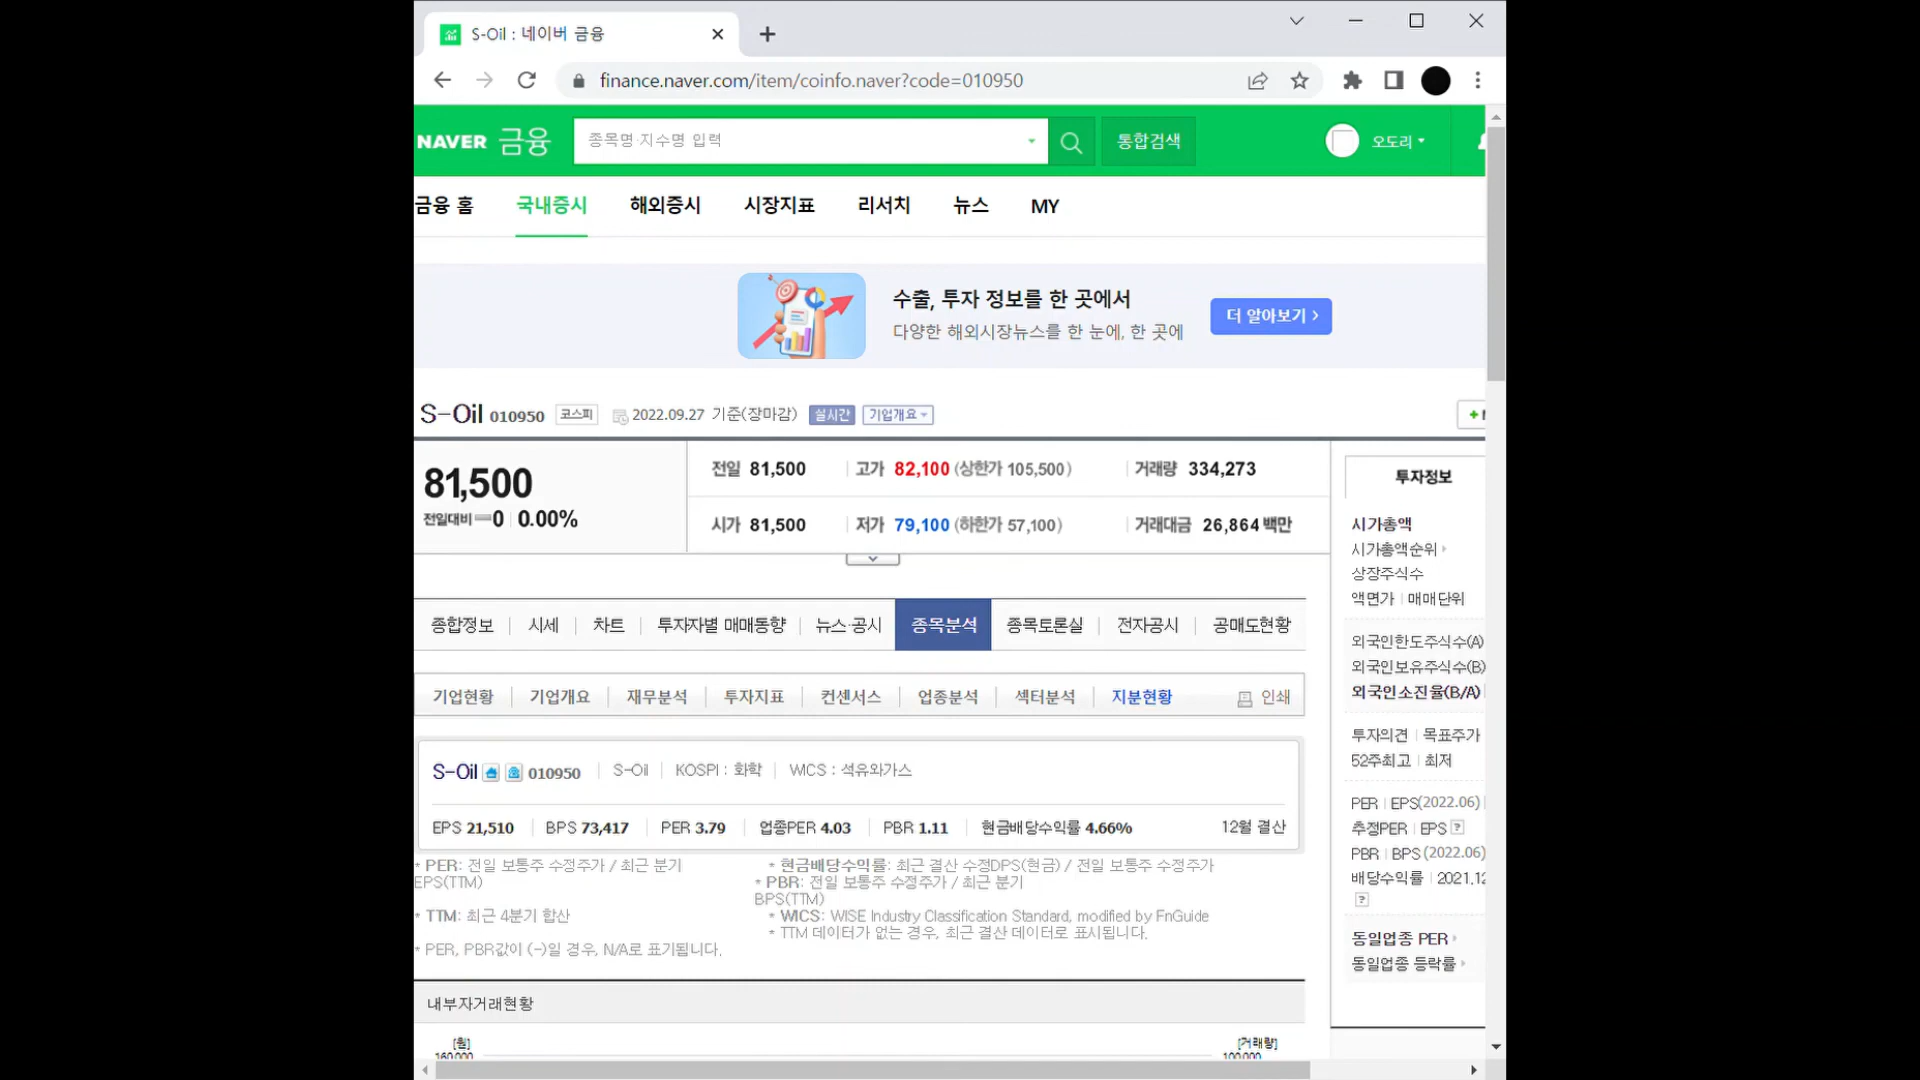 S-Oil : 네이버 금융
finance.naver.com/item/coinfo.naver?code=010950
NAVER 금융
종목명·지수명 입력
통합검색
오도리
금융 홈 국내증시 해외증시 시장지표 리서치 뉴스 MY
수출, 투자 정보를 한 곳에서
다양한 해외시장뉴스를 한 눈에, 한 곳에
더 알아보기 >
S-Oil 010950 코스피 2022.09.27 기준(장마감) 실시간 기업개요
81,500
전일대비 0 0.00%
전일 81,500 고가 82,100 (상한가 105,500) 거래량 334,273
시가 81,500 저가 79,100 (하한가 57,100) 거래대금 26,864 백만
종합정보 시세 차트 투자자별 매매동향 뉴스·공시 종목분석 종목토론실 전자공시 공매도현황
기업현황 기업개요 재무분석 투자지표 컨센서스 업종분석 섹터분석 지분현황 인쇄
S-Oil 010950 S-Oil KOSPI : 화학 WICS : 석유와가스
EPS 21,510 BPS 73,417 PER 3.79 업종PER 4.03 PBR 1.11 현금배당수익률 4.66% 12월 결산
* PER: 전일 보통주 수정주가 / 최근 분기
EPS(TTM)
* 현금배당수익률: 최근 결산 수정DPS(현금) / 전일 보통주 수정주가
* PBR: 전일 보통주 수정주가 / 최근 분기
BPS(TTM)
* TTM: 최근 4분기 합산
* WICS: WISE Industry Classification Standard, modified by FnGuide
* TTM 데이터가 없는 경우, 최근 결산 데이터로 표시됩니다.
* PER, PBR값이 (-)일 경우, N/A로 표기됩니다.
내부자거래현황
[원] [거래량]
160,000 100,000
투자정보
시가총액
시가총액순위
상장주식수
액면가 | 매매단위
외국인한도주식수(A)
외국인보유주식수(B)
외국인소진율(B/A)
투자의견 | 목표주가
52주최고 | 최저
PER | EPS(2022.06)
추정PER | EPS ?
PBR | BPS (2022.06)
배당수익률 | 2021.12
?
동일업종 PER
동일업종 등락률